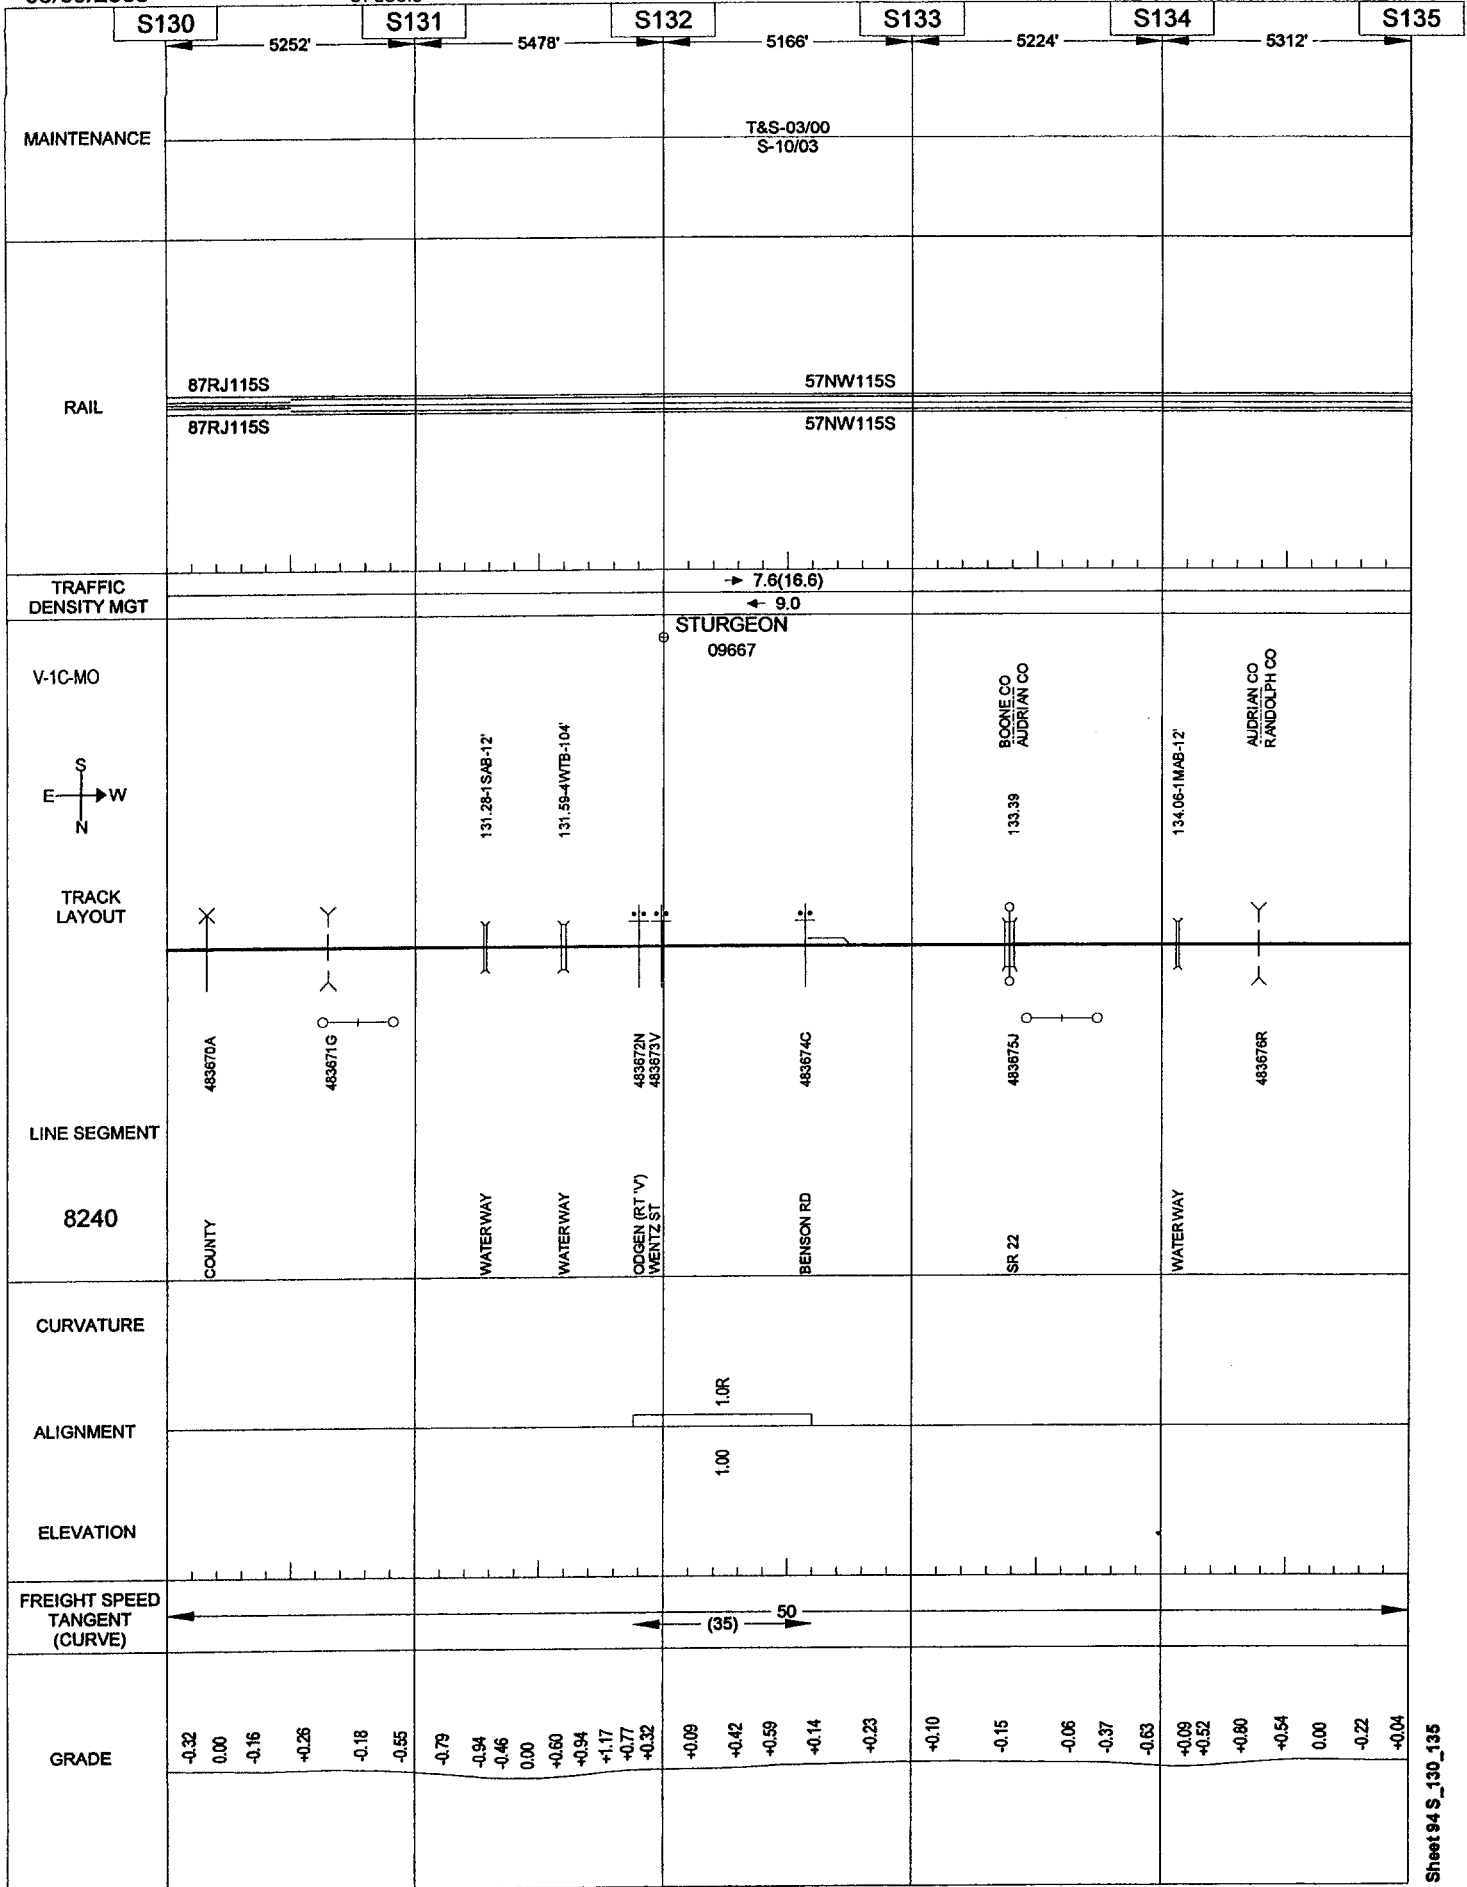 S130 S131 S132 S133 S134 S135
5252' 5478' 5166' 5224' 5312'
MAINTENANCE
T&S-03/00
S-10/03
RAIL
87RJ115S 57NW115S
87RJ115S 57NW115S
TRAFFIC
DENSITY MGT
→ 7.6(16.6)
← 9.0
STURGEON
09667
V-1C-MO
S
E W
N
131.28-1SAB-12'
131.59-4WTB-104'
BOONE CO
AUDRIAN CO
133.39
134.06-1MAB-12'
AUDRIAN CO
RANDOLPH CO
TRACK
LAYOUT
483670A
483671G
483672N
483673V
483674C
483675J
483676R
LINE SEGMENT
8240
COUNTY
WATERWAY
WATERWAY
ODGEN (RT 'V')
WENTZ ST
BENSON RD
SR 22
WATERWAY
CURVATURE
1.0R
ALIGNMENT
1.00
ELEVATION
FREIGHT SPEED
TANGENT
(CURVE)
50
(35)
GRADE
-0.32
0.00
-0.16
+0.26
-0.18
-0.55
-0.79
-0.94
-0.46
0.00
+0.60
+0.94
+1.17
+0.77
+0.32
+0.09
+0.42
+0.59
+0.14
+0.23
+0.10
-0.15
-0.06
-0.37
-0.63
+0.09
+0.52
+0.80
+0.54
0.00
-0.22
+0.04
Sheet 94 S_130_135